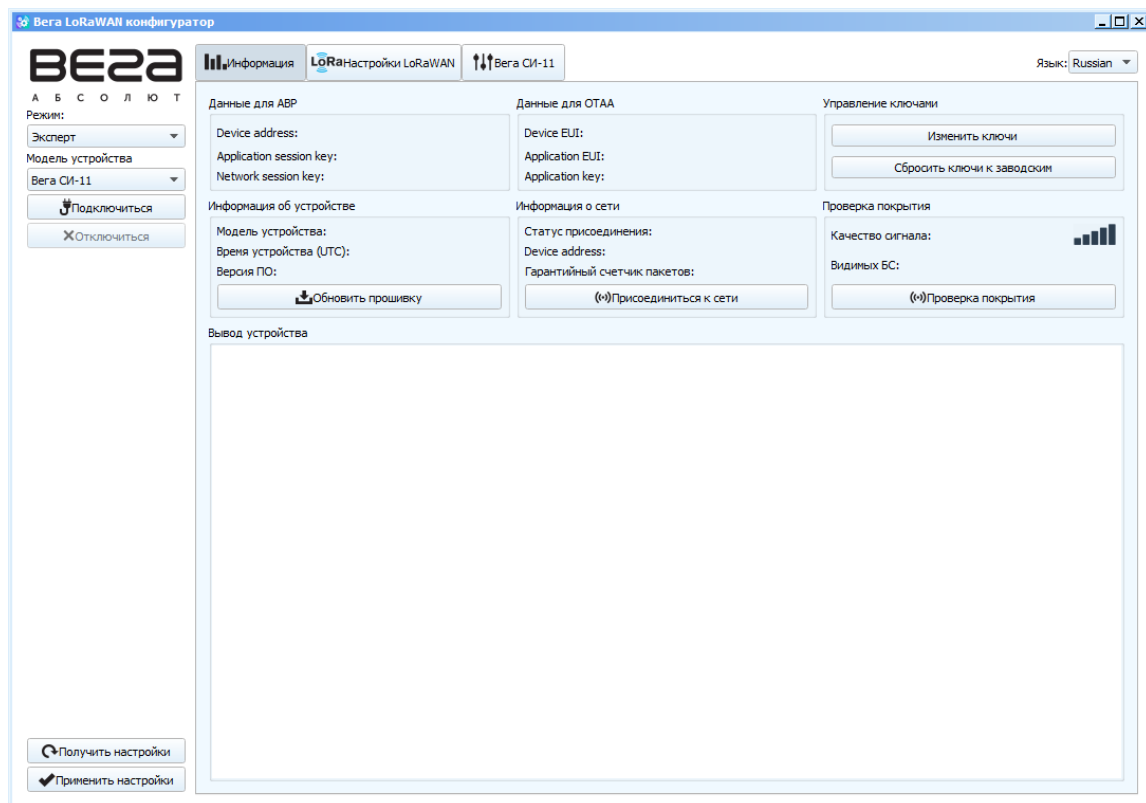 Вега LoRaWAN конфигуратор
ВЕГА
АБСОЛЮТ
Режим:
Эксперт
Модель устройства
Вега СИ-11
Подключиться
Отключиться
Информация
LoRa Настройки LoRaWAN
Вега СИ-11
Язык: Russian
Данные для ABP
Device address:
Application session key:
Network session key:
Данные для OTAA
Device EUI:
Application EUI:
Application key:
Управление ключами
Изменить ключи
Сбросить ключи к заводским
Информация об устройстве
Модель устройства:
Время устройства (UTC):
Версия ПО:
Обновить прошивку
Информация о сети
Статус присоединения:
Device address:
Гарантийный счетчик пакетов:
Присоединиться к сети
Проверка покрытия
Качество сигнала:
Видимых БС:
Проверка покрытия
Вывод устройства
Получить настройки
Применить настройки